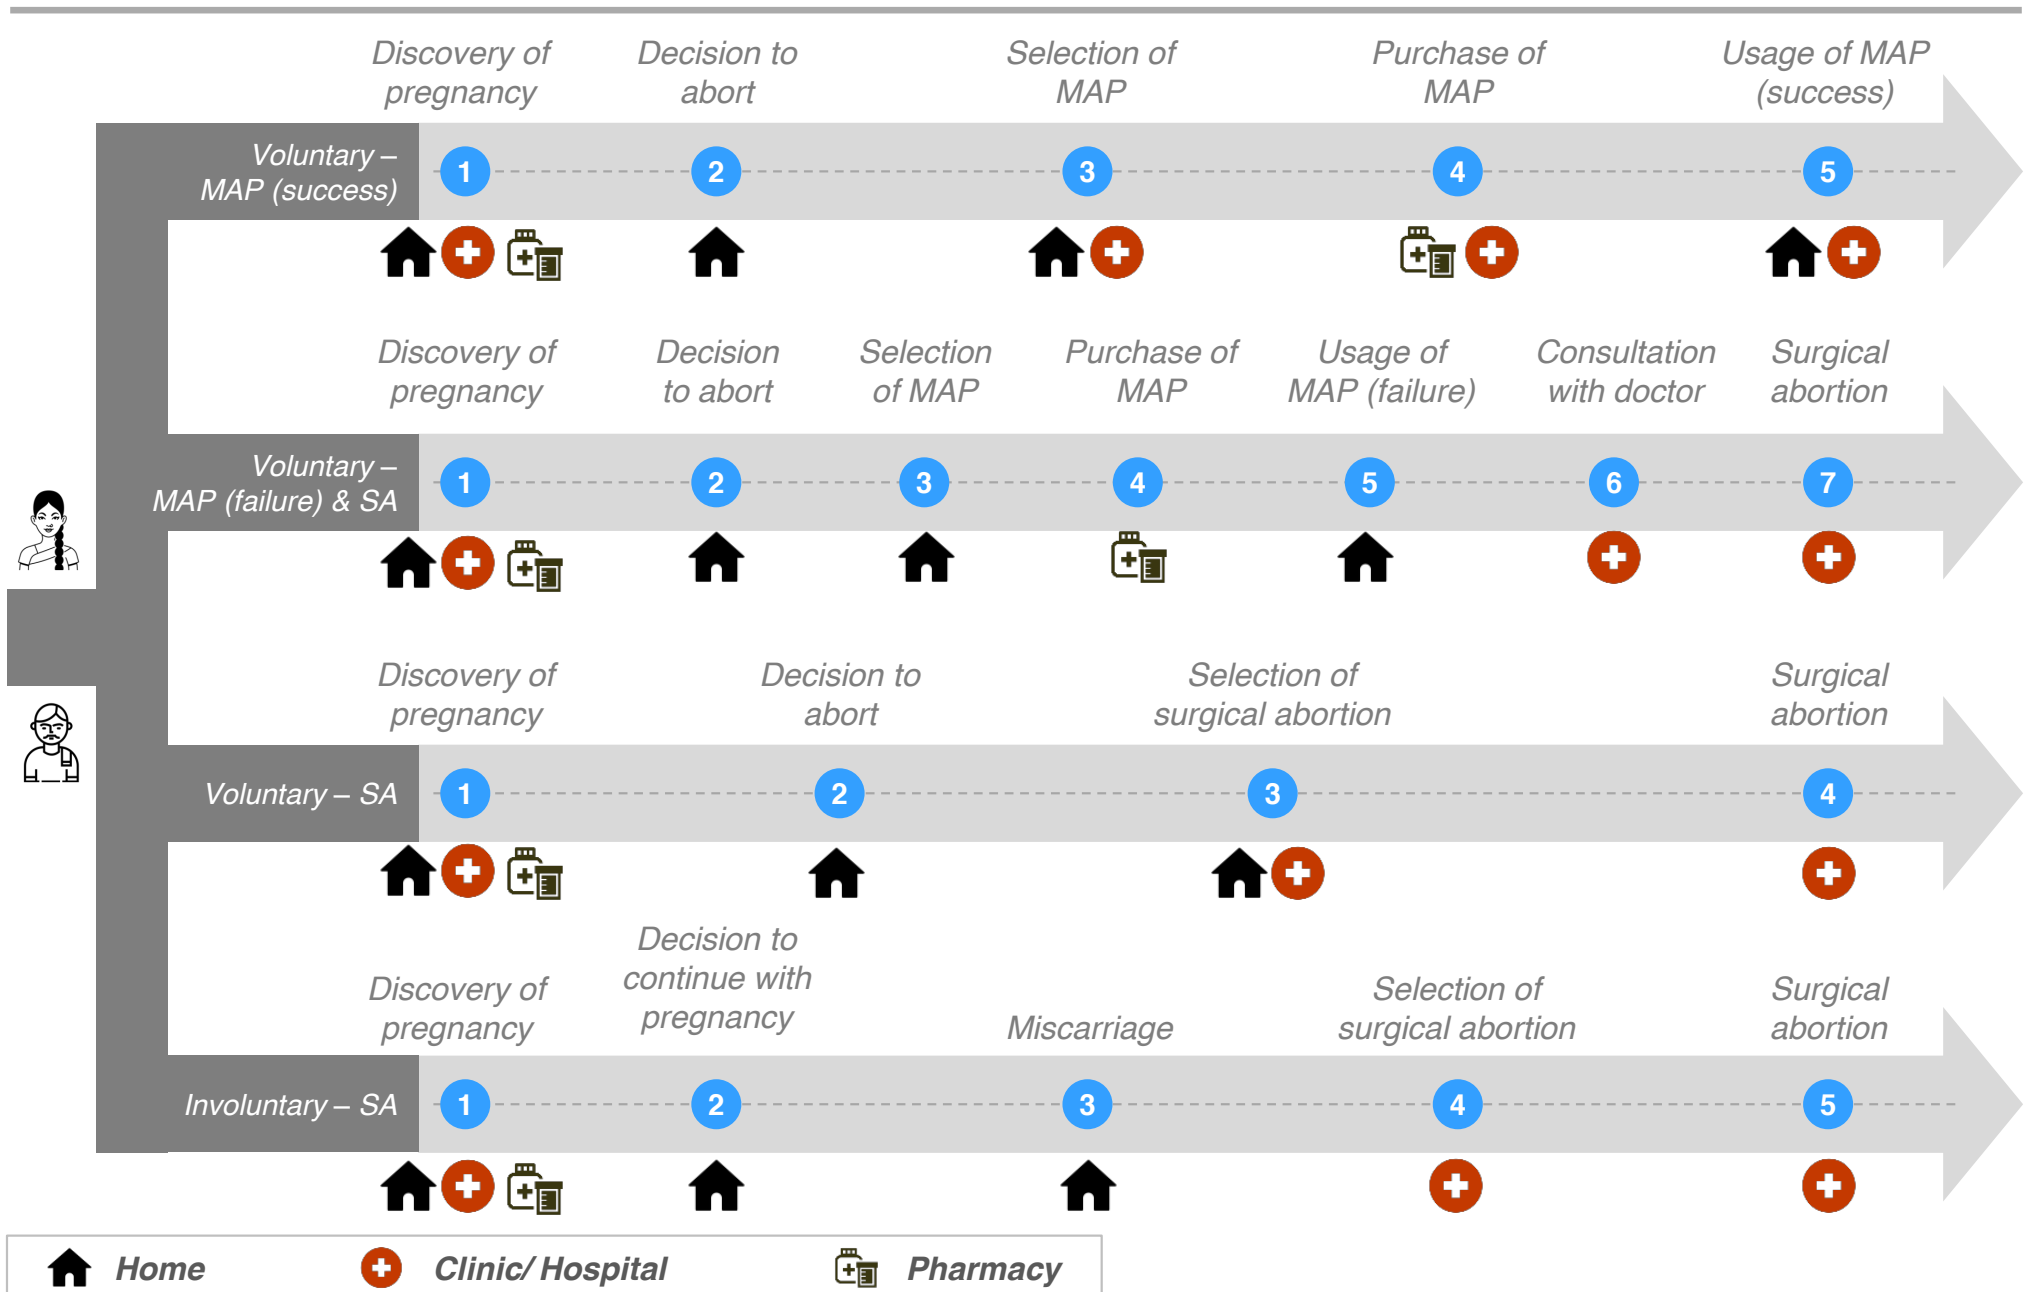 Discovery of
pregnancy
Decision to
abort
Selection of
MAP
Purchase of
MAP
Usage of MAP
(success)
Voluntary –
MAP (success)
1
2
3
4
5
Discovery of
pregnancy
Decision
to abort
Selection
of MAP
Purchase of
MAP
Usage of
MAP (failure)
Consultation
with doctor
Surgical
abortion
Voluntary –
MAP (failure) & SA
1
2
3
4
5
6
7
Discovery of
pregnancy
Decision to
abort
Selection of
surgical abortion
Surgical
abortion
Voluntary – SA
1
2
3
4
Discovery of
pregnancy
Decision to
continue with
pregnancy
Miscarriage
Selection of
surgical abortion
Surgical
abortion
Involuntary – SA
1
2
3
4
5
Home
Clinic/ Hospital
Pharmacy